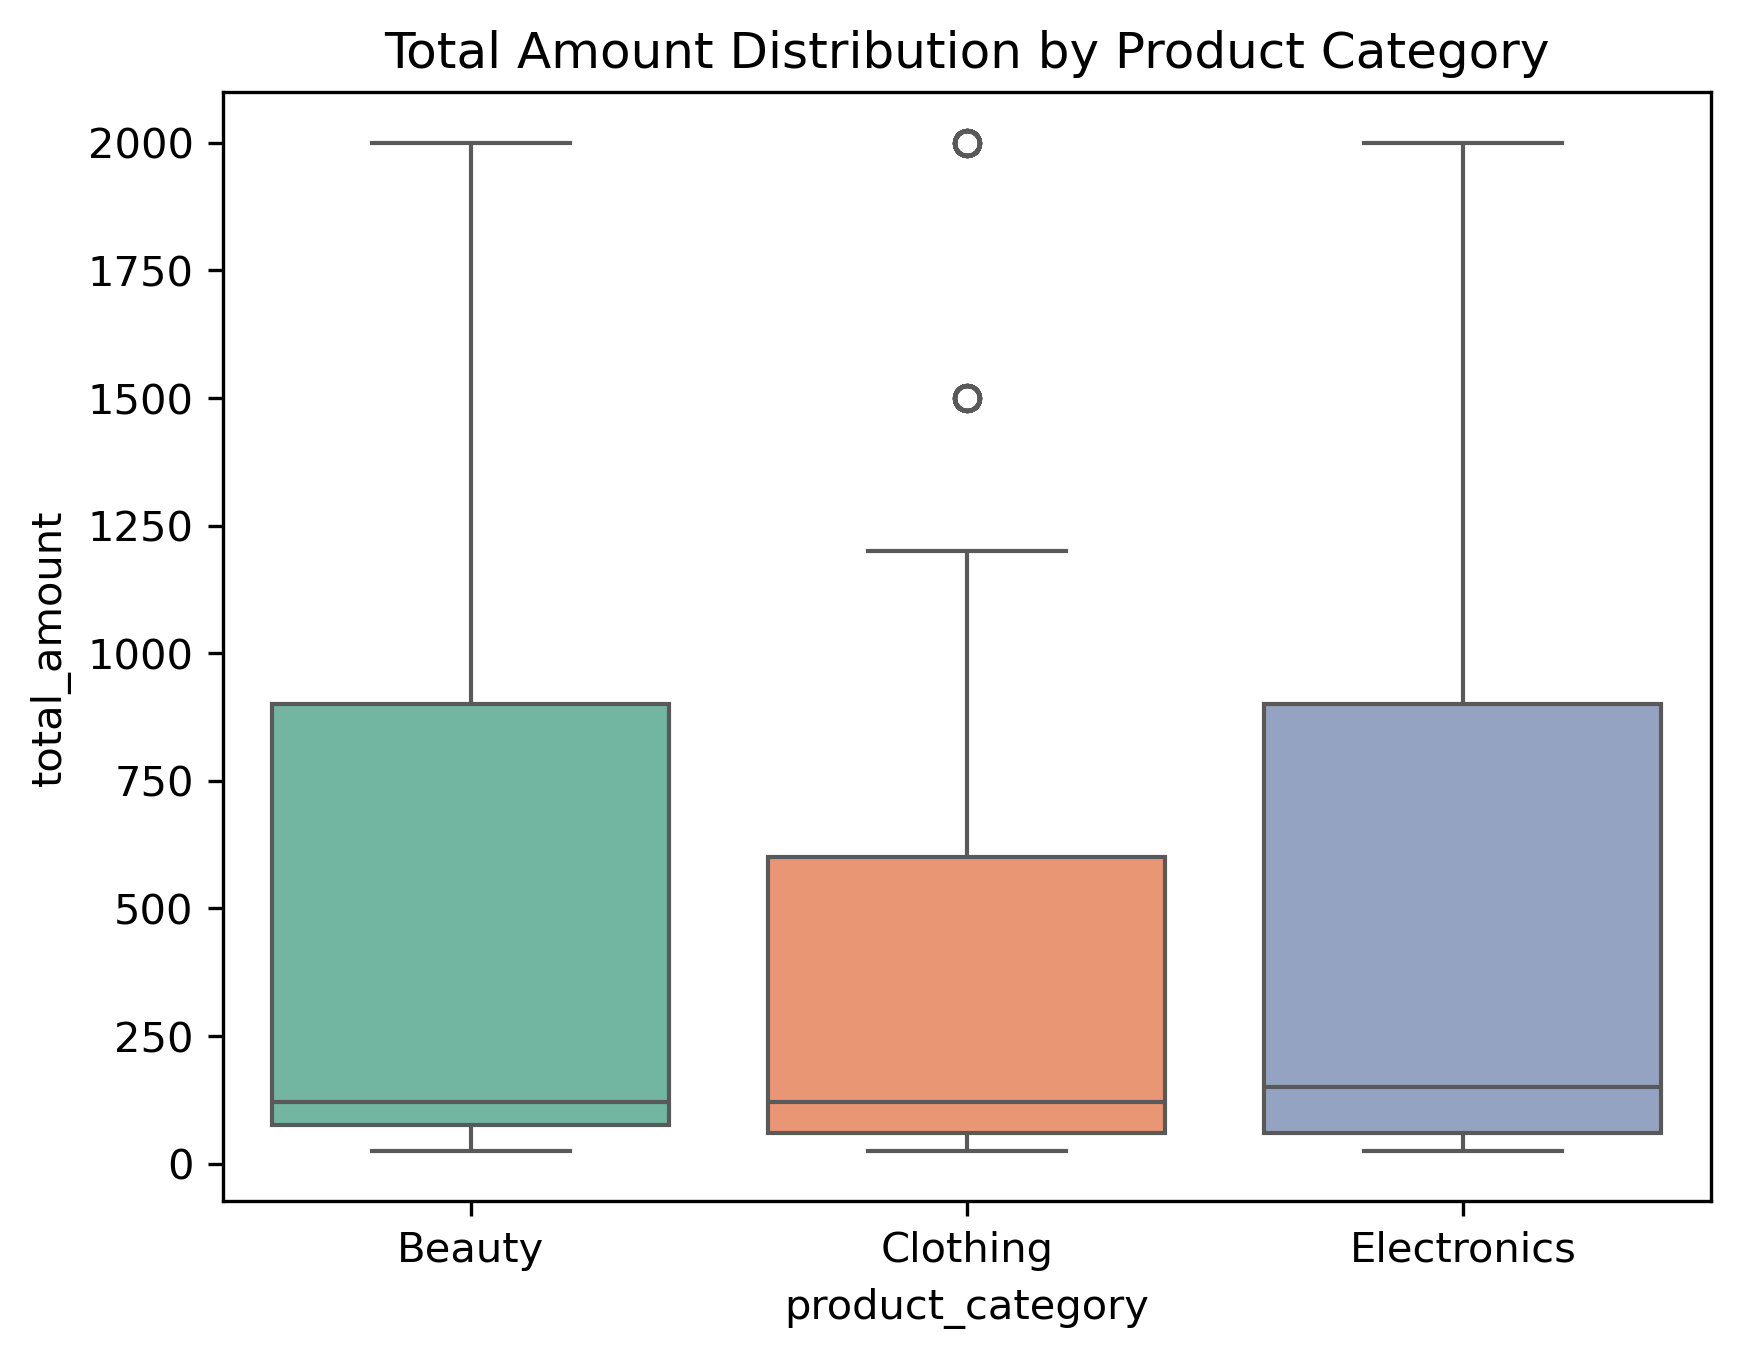 Total Amount Distribution by Product Category
2000
1750
1500
1250
1000
750
500
250
0
total_amount
Beauty
Clothing
Electronics
product_category